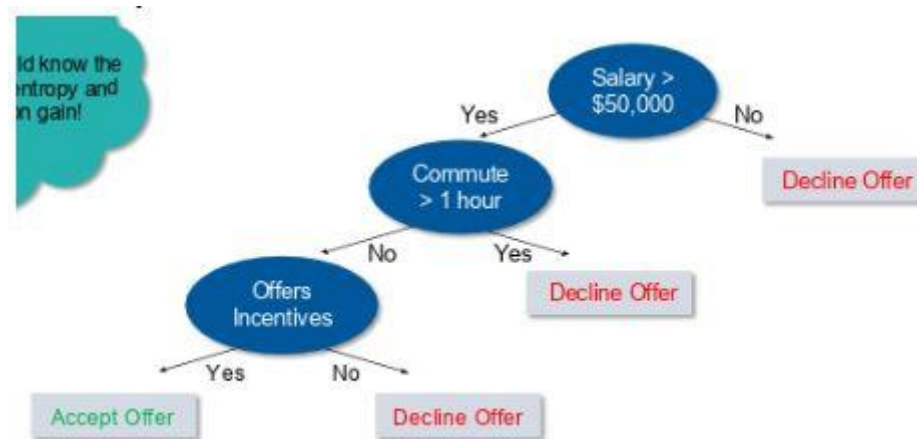 ld know the
entropy and
on gain!
Salary >
$50,000
Yes
No
Commute
> 1 hour
Decline Offer
No
Yes
Offers
Incentives
Decline Offer
Yes
No
Accept Offer
Decline Offer